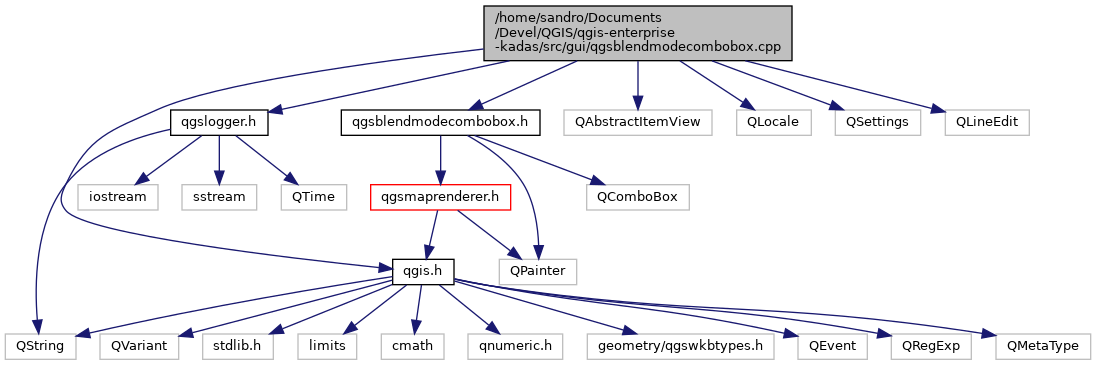 /home/sandro/Documents
/Devel/QGIS/qgis-enterprise
-kadas/src/gui/qgsblendmodecombobox.cpp
qgslogger.h
qgsblendmodecombobox.h
QAbstractItemView
QLocale
QSettings
QLineEdit
iostream
sstream
QTime
qgsmaprenderer.h
QComboBox
qgis.h
QPainter
QString
QVariant
stdlib.h
limits
cmath
qnumeric.h
geometry/qgswkbtypes.h
QEvent
QRegExp
QMetaType